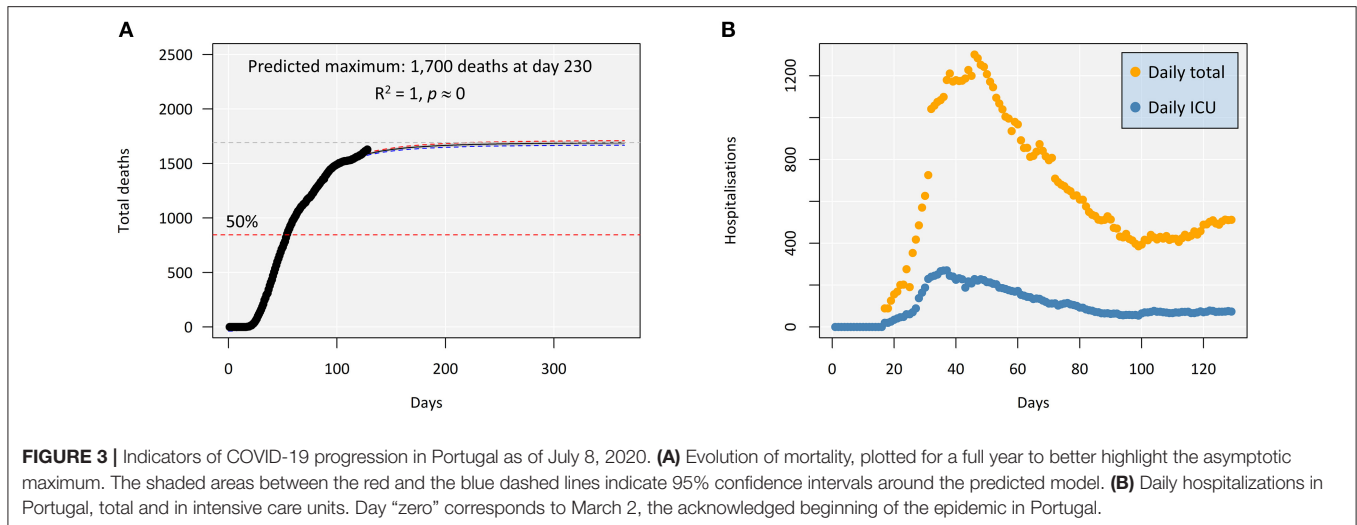 A
Predicted maximum: 1,700 deaths at day 230
R² = 1, p ≈ 0
50%
Total deaths
0
500
1000
1500
2000
2500
0 100 200 300
Days
B
Daily total
Daily ICU
Hospitalisations
0
400
800
1200
0 20 40 60 80 100 120
Days
FIGURE 3 | Indicators of COVID-19 progression in Portugal as of July 8, 2020. (A) Evolution of mortality, plotted for a full year to better highlight the asymptotic
maximum. The shaded areas between the red and the blue dashed lines indicate 95% confidence intervals around the predicted model. (B) Daily hospitalizations in
Portugal, total and in intensive care units. Day “zero” corresponds to March 2, the acknowledged beginning of the epidemic in Portugal.